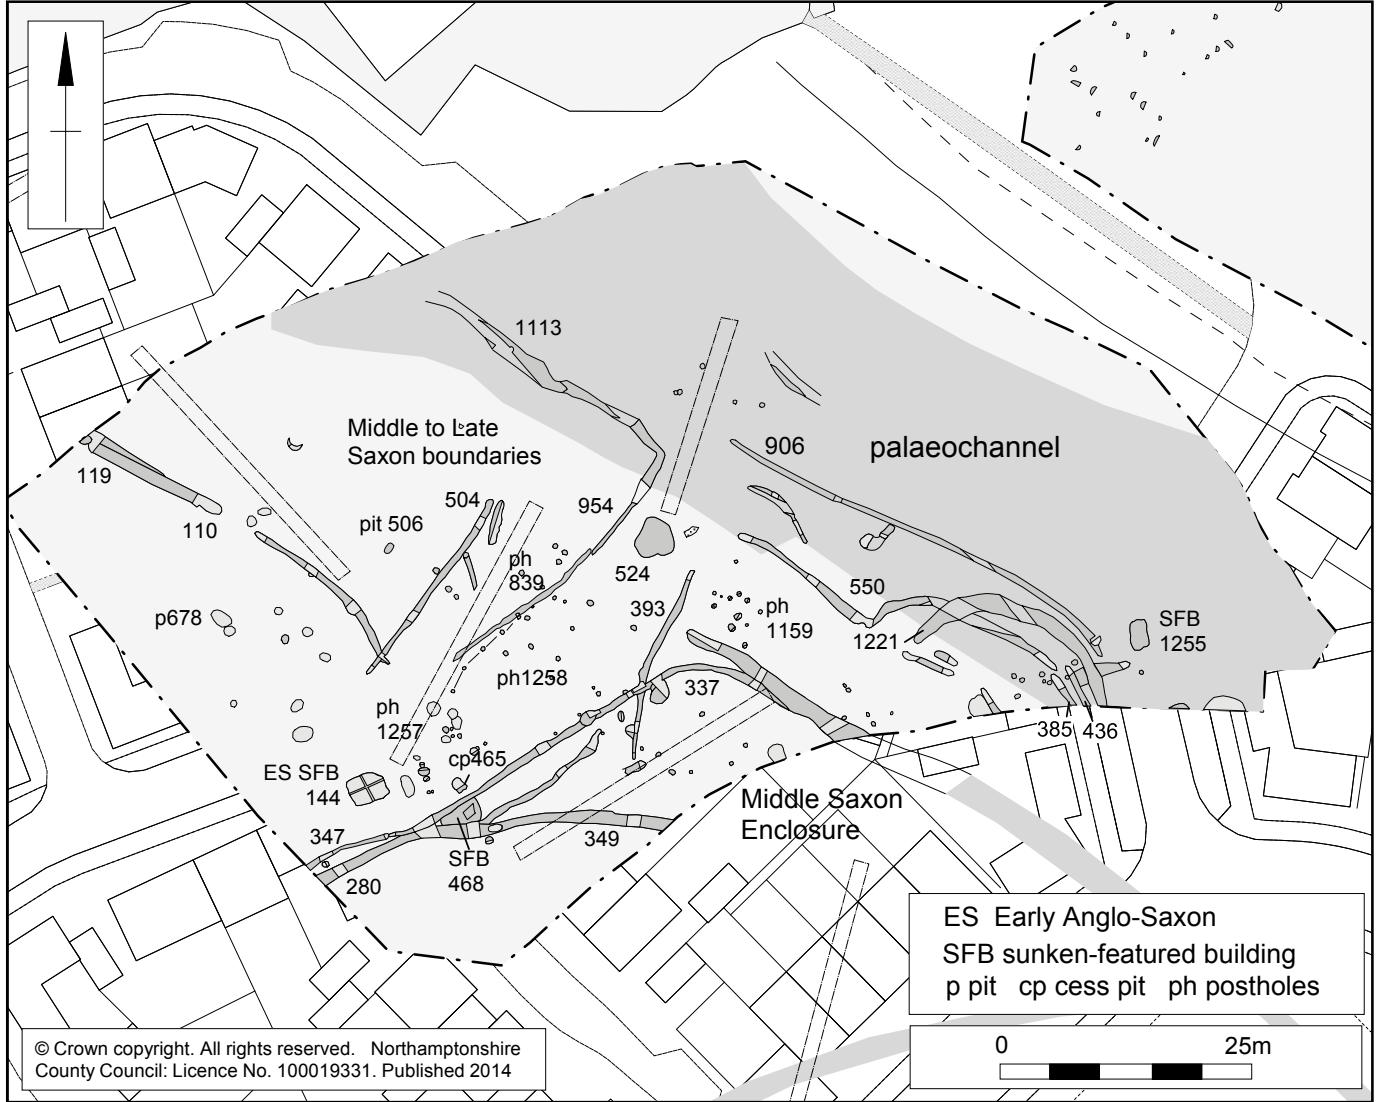 1113
Middle to Late
Saxon boundaries
906
palaeochannel
119
110
504
954
pit 506
ph
839
524
393
550
ph
1159
1221
SFB
1255
p678
ph1258
337
ph
1257
385
436
cp465
ES SFB
144
Middle Saxon
Enclosure
347
349
SFB
468
280
ES Early Anglo-Saxon
SFB sunken-featured building
p pit cp cess pit ph postholes
0 25m
© Crown copyright. All rights reserved. Northamptonshire
County Council: Licence No. 100019331. Published 2014